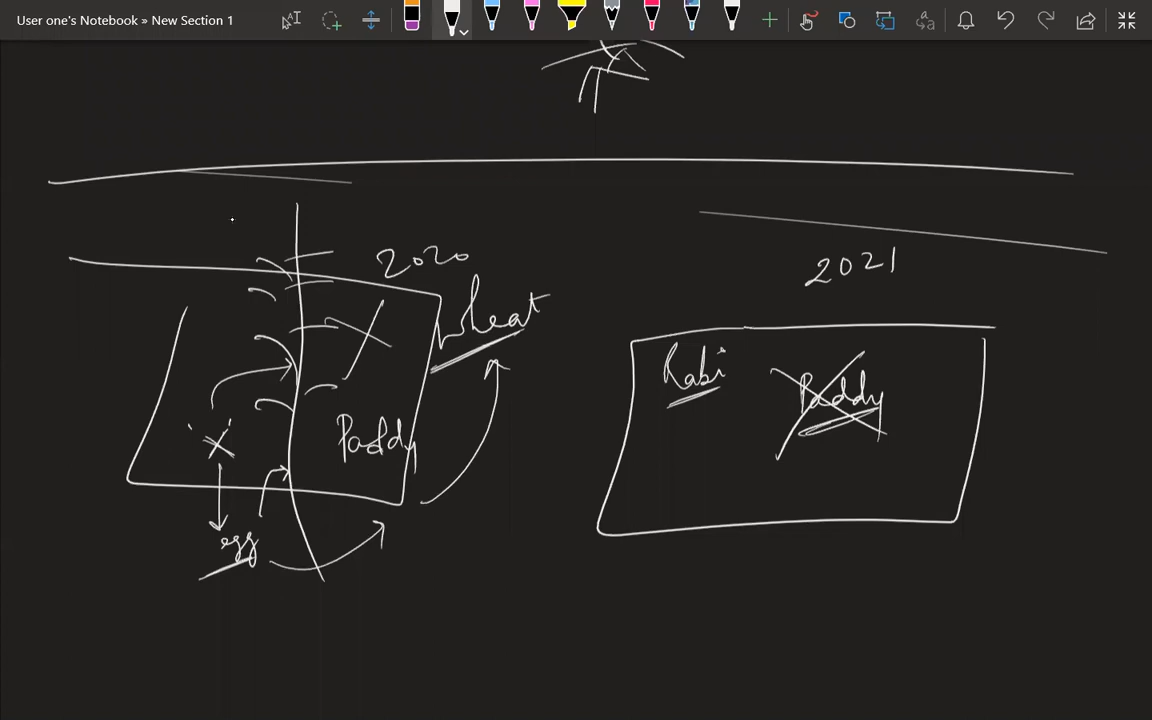 User one's Notebook » New Section 1
2020
2021
Wheat
Rabi
Paddy
Paddy
egg